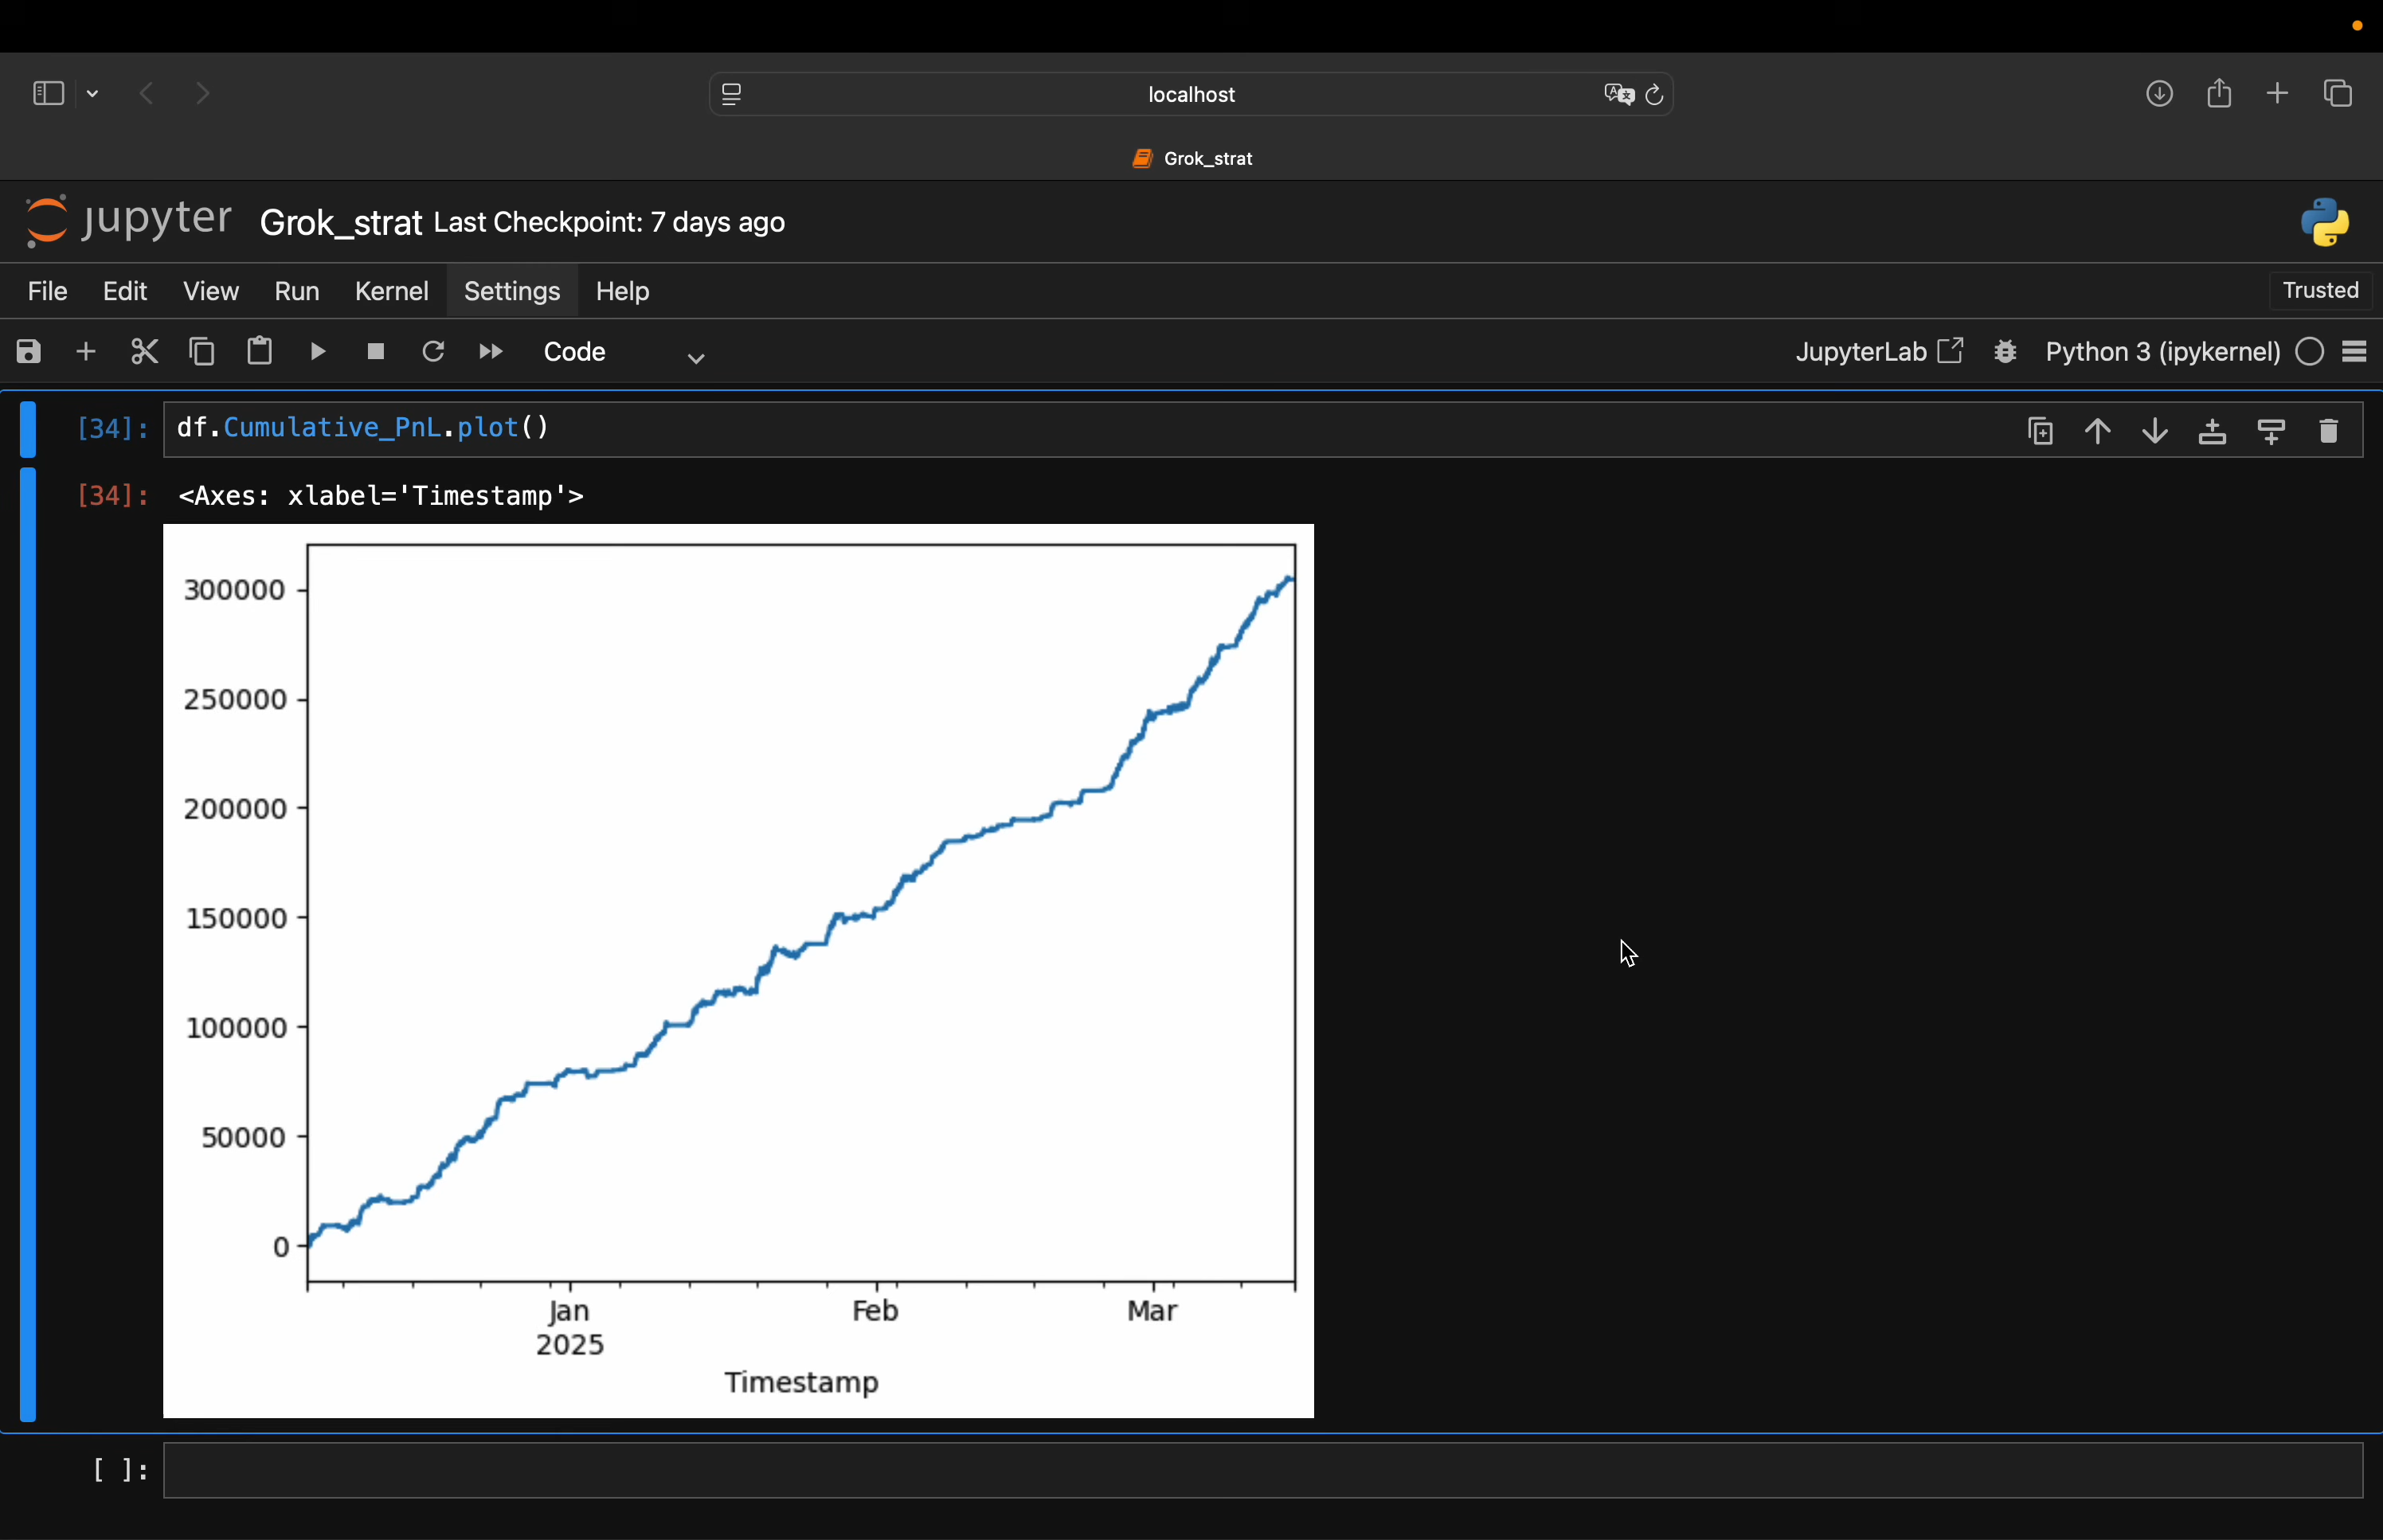 localhost
Grok_strat
jupyter Grok_strat Last Checkpoint: 7 days ago
File Edit View Run Kernel Settings Help Trusted
Code JupyterLab Python 3 (ipykernel)
[34]: df.Cumulative_PnL.plot()
[34]: <Axes: xlabel='Timestamp'>
300000
250000
200000
150000
100000
50000
0
Jan Feb Mar
2025
Timestamp
[ ]: